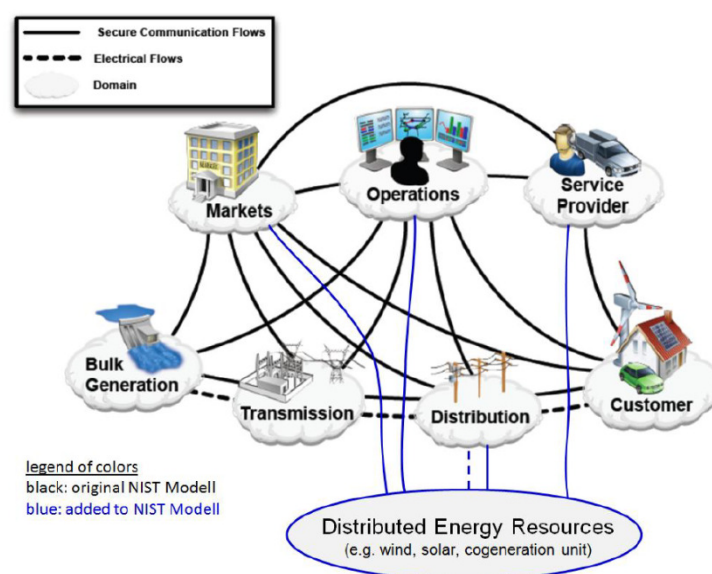 Secure Communication Flows
Electrical Flows
Domain
Markets
Operations
Service
Provider
Bulk
Generation
Transmission
Distribution
Customer
legend of colors
black: original NIST Modell
blue: added to NIST Modell
Distributed Energy Resources
(e.g. wind, solar, cogeneration unit)